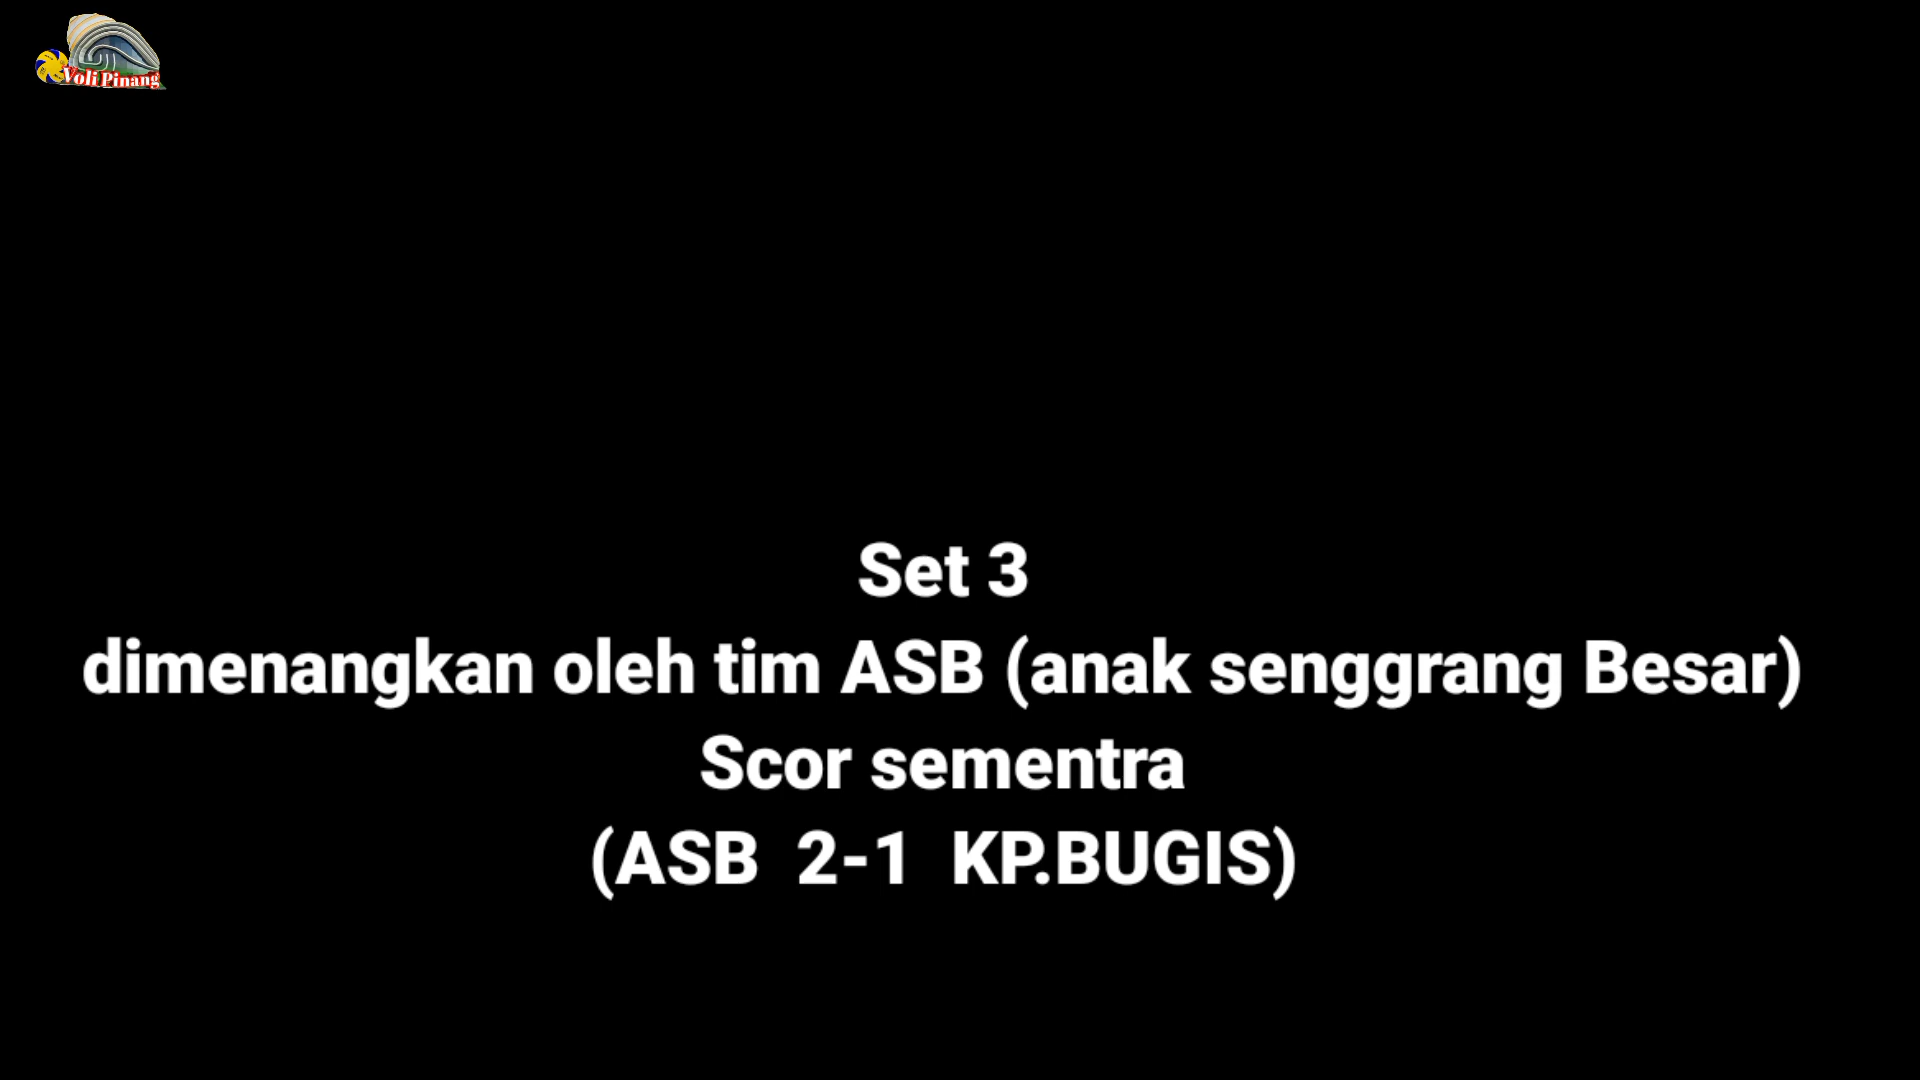 Voli Pinang
Set 3
dimenangkan oleh tim ASB (anak senggrang Besar)
Scor sementra
(ASB 2-1 KP.BUGIS)